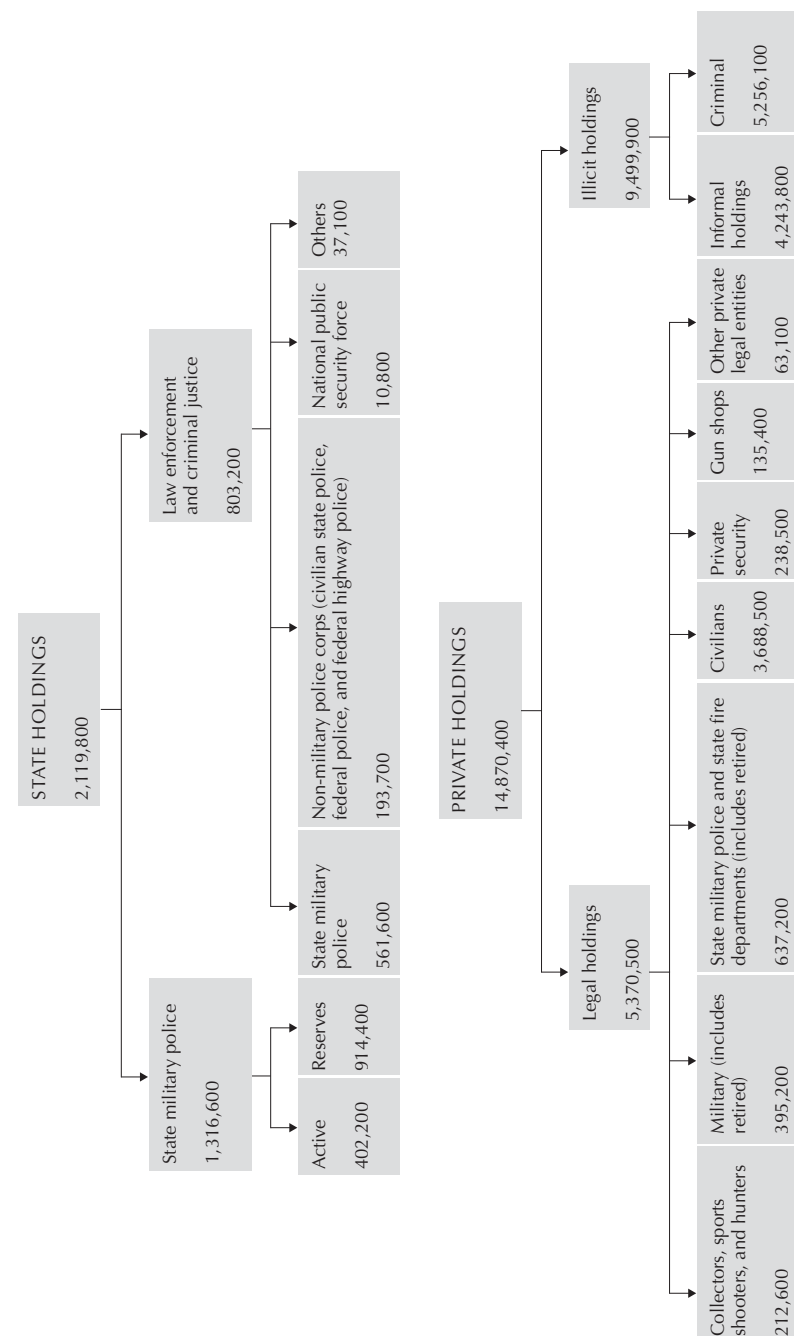 STATE HOLDINGS
2,119,800
State military police
1,316,600
Law enforcement
and criminal justice
803,200
Active
402,200
Reserves
914,400
State military
police
561,600
Non-military police corps (civilian state police,
federal police, and federal highway police)
193,700
National public
security force
10,800
Others
37,100
PRIVATE HOLDINGS
14,870,400
Legal holdings
5,370,500
Illicit holdings
9,499,900
Collectors, sports
shooters, and hunters
212,600
Military (includes
retired)
395,200
State military police and state fire
departments (includes retired)
637,200
Civilians
3,688,500
Private
security
238,500
Gun shops
135,400
Other private
legal entities
63,100
Informal
holdings
4,243,800
Criminal
5,256,100